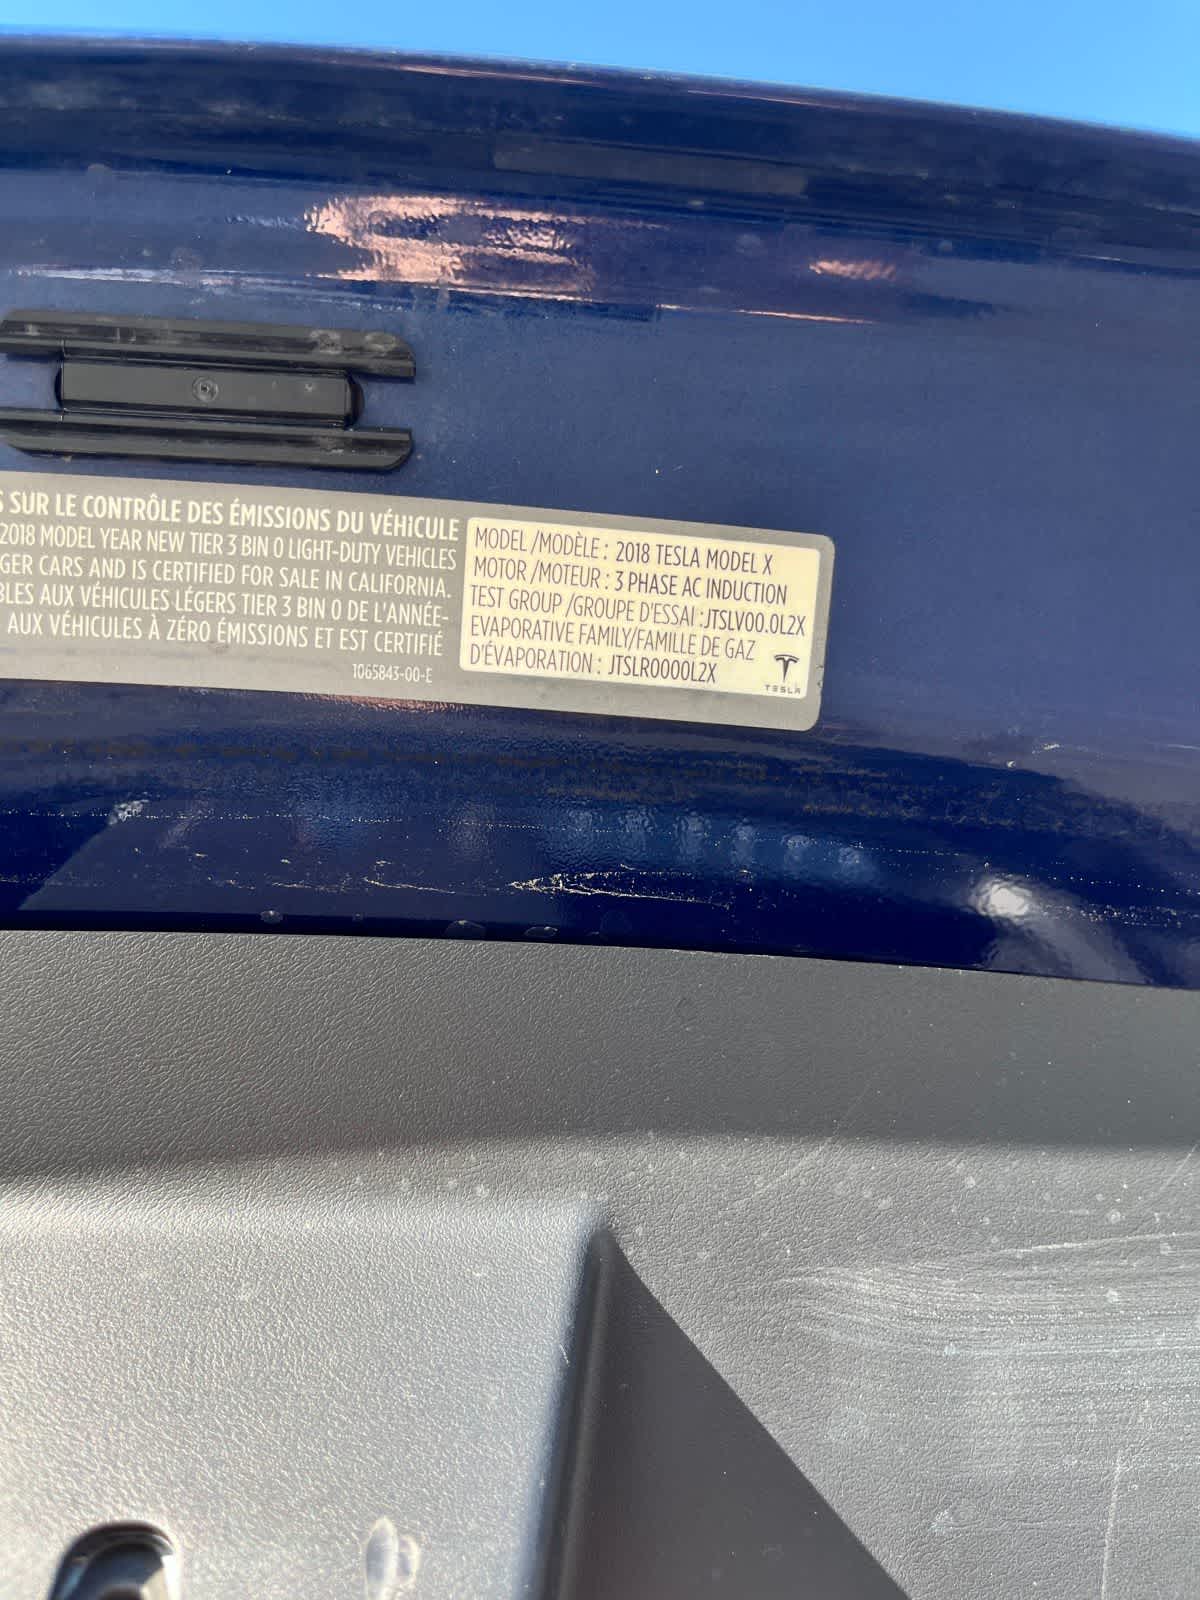 SUR LE CONTRÔLE DES ÉMISSIONS DU VÉHICULE
2018 MODEL YEAR NEW TIER 3 BIN 0 LIGHT-DUTY VEHICLES
CARS AND IS CERTIFIED FOR SALE IN CALIFORNIA.
AUX VÉHICULES LÉGERS TIER 3 BIN 0 DE L'ANNÉE-
AUX VÉHICULES À ZÉRO ÉMISSIONS ET EST CERTIFIÉ
1065843-00-E
MODEL /MODÈLE : 2018 TESLA MODEL X
MOTOR /MOTEUR : 3 PHASE AC INDUCTION
TEST GROUP /GROUPE D'ESSAI :JTSLV00.0L2X
EVAPORATIVE FAMILY/FAMILLE DE GAZ
D'ÉVAPORATION : JTSLR0000L2X
TESLA